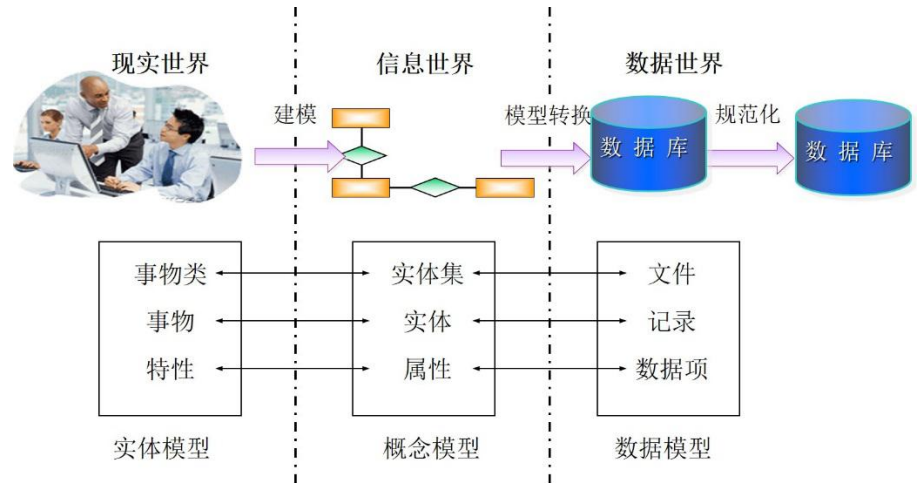 现实世界 信息世界 数据世界
建模 模型转换 规范化
数据库 数据库
事物类 实体集 文件
事物 实体 记录
特性 属性 数据项
实体模型 概念模型 数据模型